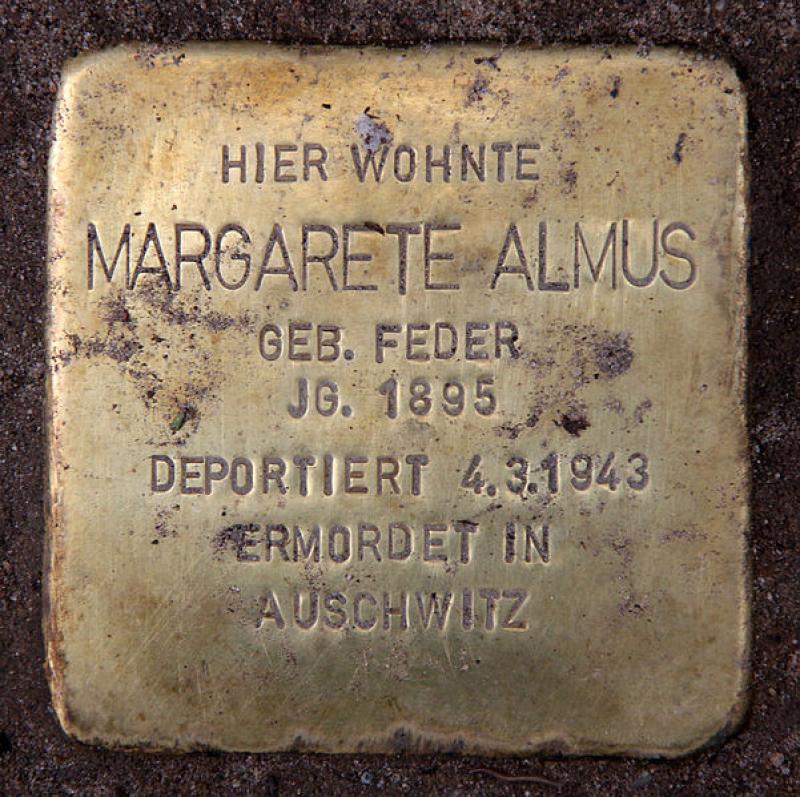 HIER WOHNTE
MARGARETE ALMUS
GEB. FEDER
JG. 1895
DEPORTIERT 4.3.1943
ERMORDET IN
AUSCHWITZ